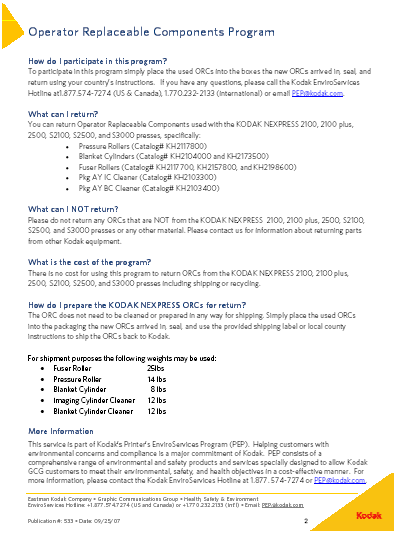 Operator Replaceable Components Program
How do I participate in this program?
To participate in this program simply place the used ORCs into the boxes the new ORCs arrived in, seal, and
return using your country's instructions. If you have any questions, please call the Kodak EnviroServices
Hotline at1.877.574-7274 (US & Canada), 1.770.232-2133 (International) or email PEP@kodak.com.
What can I return?
You can return Operator Replaceable Components used with the KODAK NEXPRESS 2100, 2100 plus,
2500, S2100, S2500, and S3000 presses, specifically:
• Pressure Rollers (Catalog# KH2117800)
• Blanket Cylinders (Catalog# KH2104000 and KH2173500)
• Fuser Rollers (Catalog# KH2117700, KH2157800, and KH2198600)
• Pkg AY IC Cleaner (Catalog# KH2103300)
• Pkg AY BC Cleaner (Catalog# KH2103400)
What can I NOT return?
Please do not return any ORCs that are NOT from the KODAK NEXPRESS 2100, 2100 plus, 2500, S2100,
S2500, and S3000 presses or any other material. Please contact us for information about returning parts
from other Kodak equipment.
What is the cost of the program?
There is no cost for using this program to return ORCs from the KODAK NEXPRESS 2100, 2100 plus,
2500, S2100, S2500, and S3000 presses including shipping or recycling.
How do I prepare the KODAK NEXPRESS ORCs for return?
The ORC does not need to be cleaned or prepared in any way for shipping. Simply place the used ORCs
into the packaging the new ORCs arrived in, seal, and use the provided shipping label or local county
instructions to ship the ORCs back to Kodak.
For shipment purposes the following weights may be used:
• Fuser Roller 25lbs
• Pressure Roller 14 lbs
• Blanket Cylinder 8 lbs
• Imaging Cylinder Cleaner 12 lbs
• Blanket Cylinder Cleaner 12 lbs
More Information
This service is part of Kodak's Printer's EnviroServices Program (PEP). Helping customers with
environmental concerns and compliance is a major commitment of Kodak. PEP consists of a
comprehensive range of environmental and safety products and services specially designed to allow Kodak
GCG customers to meet their environmental, safety, and health objectives in a cost-effective manner. For
more information, please contact the Kodak EnviroServices Hotline at 1.877.574-7274 or PEP@kodak.com.
Eastman Kodak Company • Graphic Communications Group • Health, Safety & Environment
EnviroServices Hotline: +1.877.574.7274 (US and Canada) or +1.770.232.2133 (Int'l) • Email: PEP@kodak.com
Publication #: 533 • Date: 09/25/07
2
Kodak